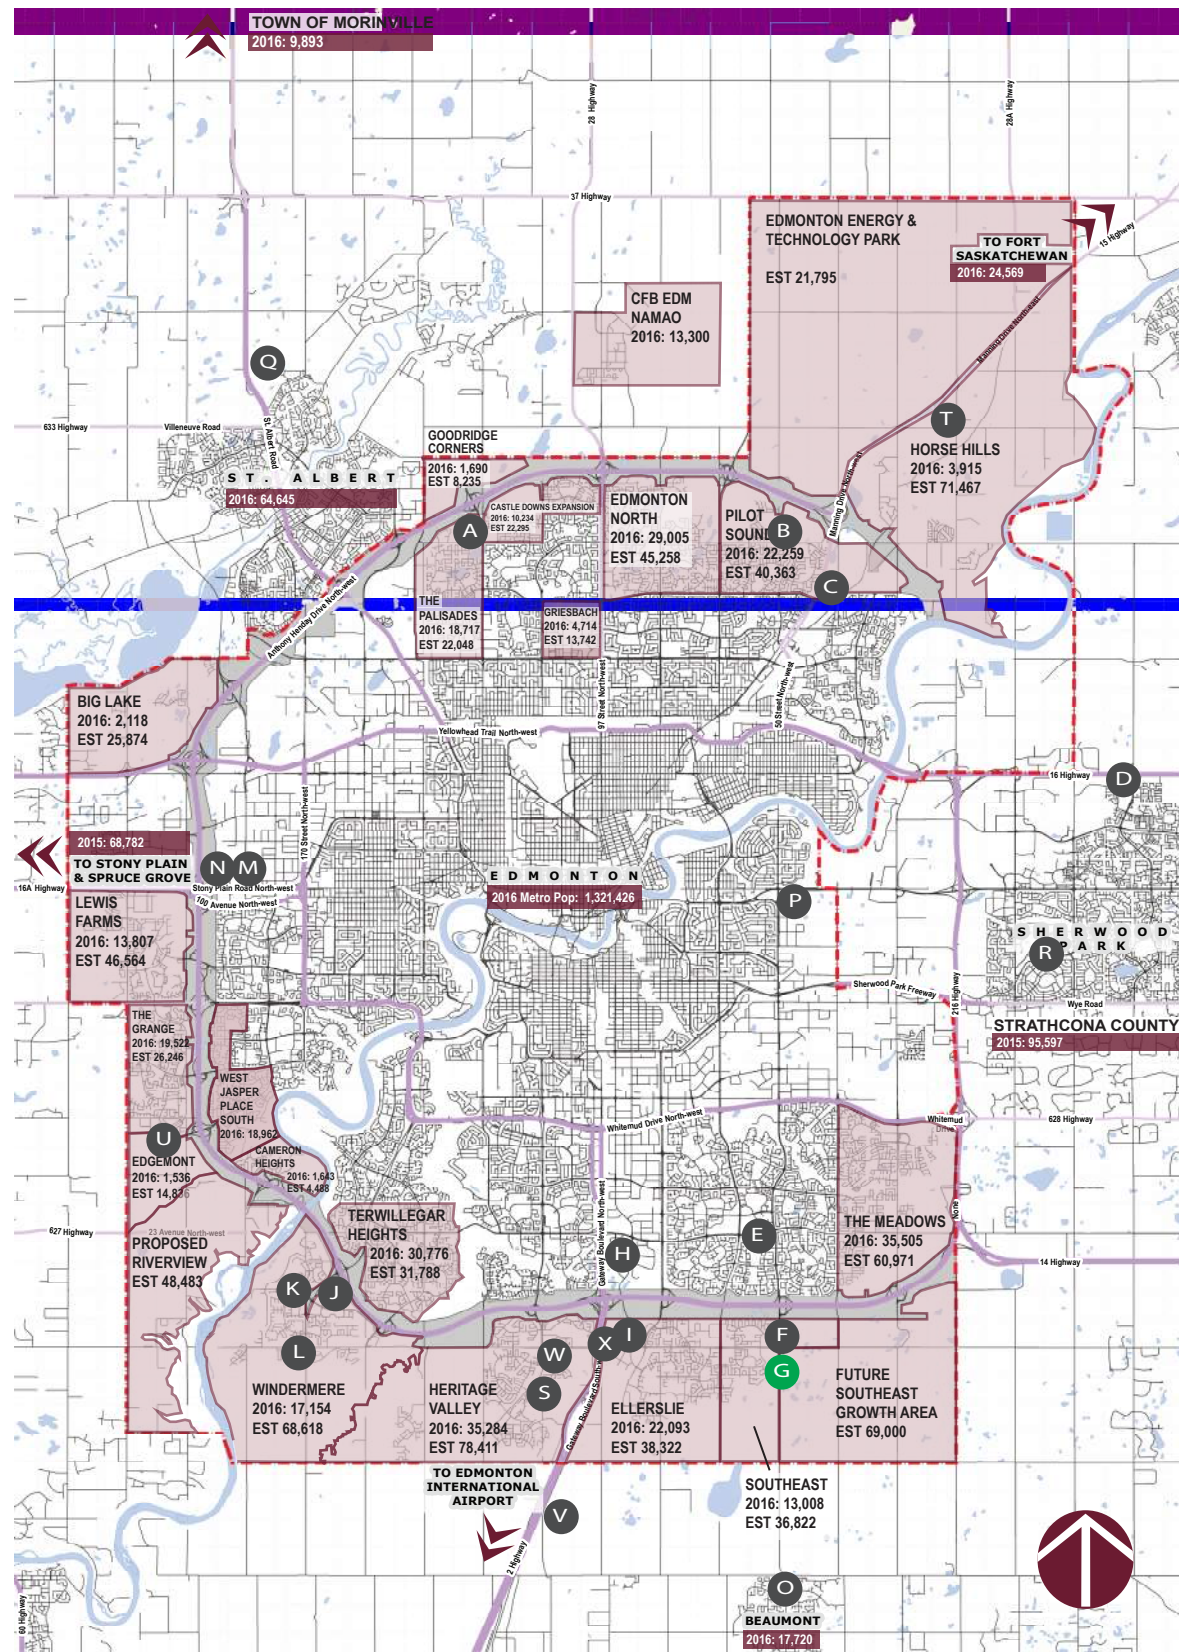 TOWN OF MORINVILLE
2016: 9,893
28 Highway
28A Highway
37 Highway
15 Highway
EDMONTON ENERGY &
TECHNOLOGY PARK
EST 21,795
TO FORT
SASKATCHEWAN
2016: 24,569
CFB EDM
NAMAO
2016: 13,300
Manning Drive North-east
Q
T
633 Highway
Villeneuve Road
St. Albert Road
GOODRIDGE
CORNERS
2016: 1,690
EST 8,235
HORSE HILLS
2016: 3,915
EST 71,467
Manning Drive North-west
ST. ALBERT
2016: 64,645
CASTLE DOWNS EXPANSION
2016: 10,234
EST 22,295
A
EDMONTON
NORTH
2016: 29,005
EST 45,258
PILOT
SOUND
2016: 22,259
EST 40,363
B
C
Anthony Henday Drive North-west
THE
PALISADES
2016: 18,717
EST 22,048
GRIESBACH
2016: 4,714
EST 13,742
97 Street North-west
50 Street North-west
BIG LAKE
2016: 2,118
EST 25,874
Yellowhead Trail North-west
16 Highway
D
170 Street North-west
2015: 68,782
TO STONY PLAIN
& SPRUCE GROVE
N
M
16A Highway
Stony Plain Road North-west
100 Avenue North-west
EDMONTON
2016 Metro Pop: 1,321,426
P
LEWIS
FARMS
2016: 13,807
EST 46,564
SHERWOOD
PARK
R
Sherwood Park Freeway
216 Highway
Wye Road
STRATHCONA COUNTY
2015: 95,597
THE
GRANGE
2016: 19,522
EST 26,246
WEST
JASPER
PLACE
SOUTH
2016: 18,962
Whitemud Drive North-west
Whitemud
Drive
628 Highway
U
EDGEMONT
2016: 1,536
EST 14,876
CAMERON
HEIGHTS
2016: 1,643
EST 4,488
627 Highway
23 Avenue North-west
PROPOSED
RIVERVIEW
EST 48,483
TERWILLEGAR
HEIGHTS
2016: 30,776
EST 31,788
Gateway Boulevard North-west
H
E
THE MEADOWS
2016: 35,505
EST 60,971
None
14 Highway
K
J
L
W
X
I
F
G
S
WINDERMERE
2016: 17,154
EST 68,618
HERITAGE
VALLEY
2016: 35,284
EST 78,411
Gateway Boulevard South-w
ELLERSLIE
2016: 22,093
EST 38,322
FUTURE
SOUTHEAST
GROWTH AREA
EST 69,000
TO EDMONTON
INTERNATIONAL
AIRPORT
SOUTHEAST
2016: 13,008
EST 36,822
V
2 Highway
60 Highway
O
BEAUMONT
2016: 17,720